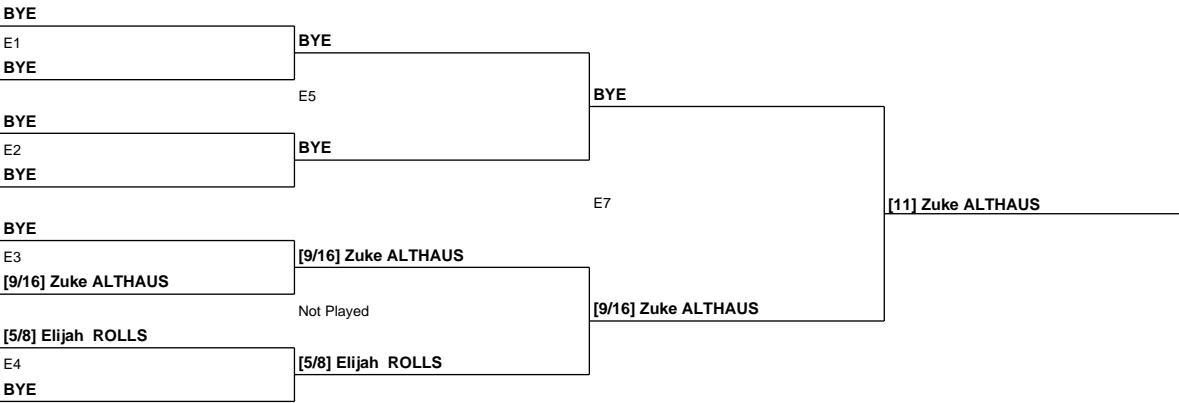 BYE
E1
BYE
BYE
E5
BYE
BYE
E2
BYE
BYE
E7
[11] Zuke ALTHAUS
BYE
E3
[9/16] Zuke ALTHAUS
[9/16] Zuke ALTHAUS
Not Played
[9/16] Zuke ALTHAUS
[5/8] Elijah  ROLLS
E4
[5/8] Elijah  ROLLS
BYE